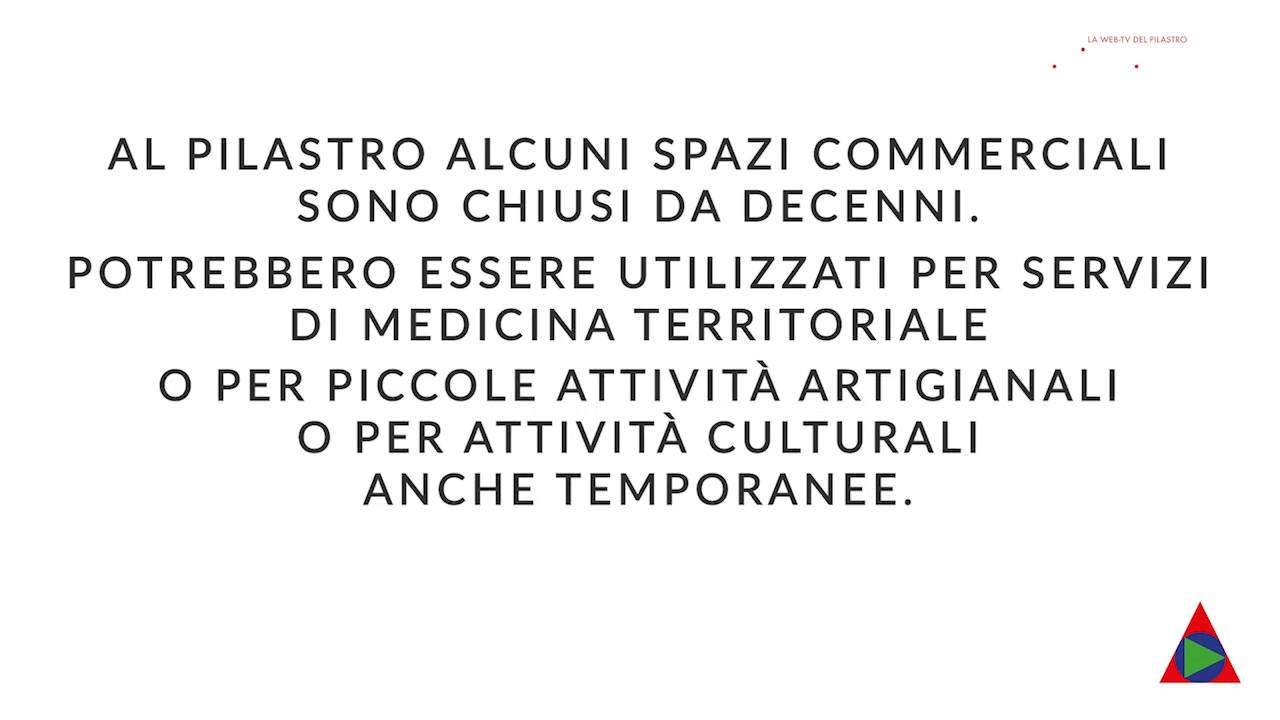 LA WEB-TV DEL PILASTRO
AL PILASTRO ALCUNI SPAZI COMMERCIALI
SONO CHIUSI DA DECENNI.
POTREBBERO ESSERE UTILIZZATI PER SERVIZI
DI MEDICINA TERRITORIALE
O PER PICCOLE ATTIVITÀ ARTIGIANALI
O PER ATTIVITÀ CULTURALI
ANCHE TEMPORANEE.